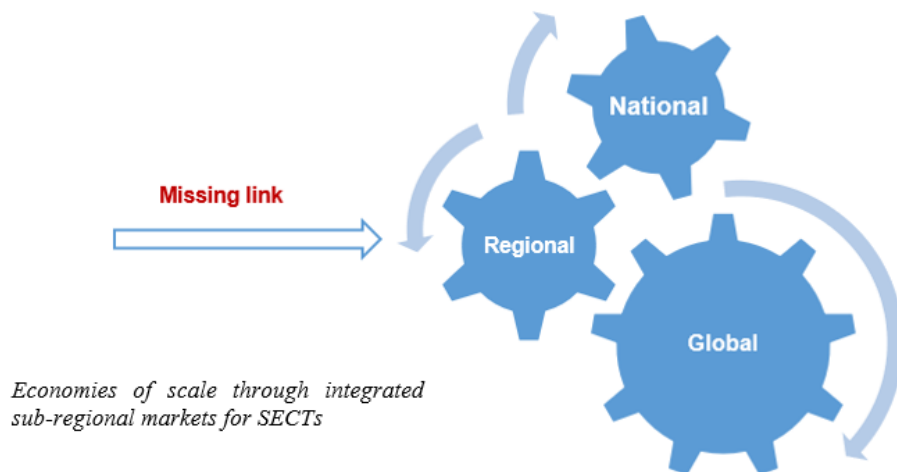 National
Missing link
Regional
Global
Economies of scale through integrated
sub-regional markets for SECTs